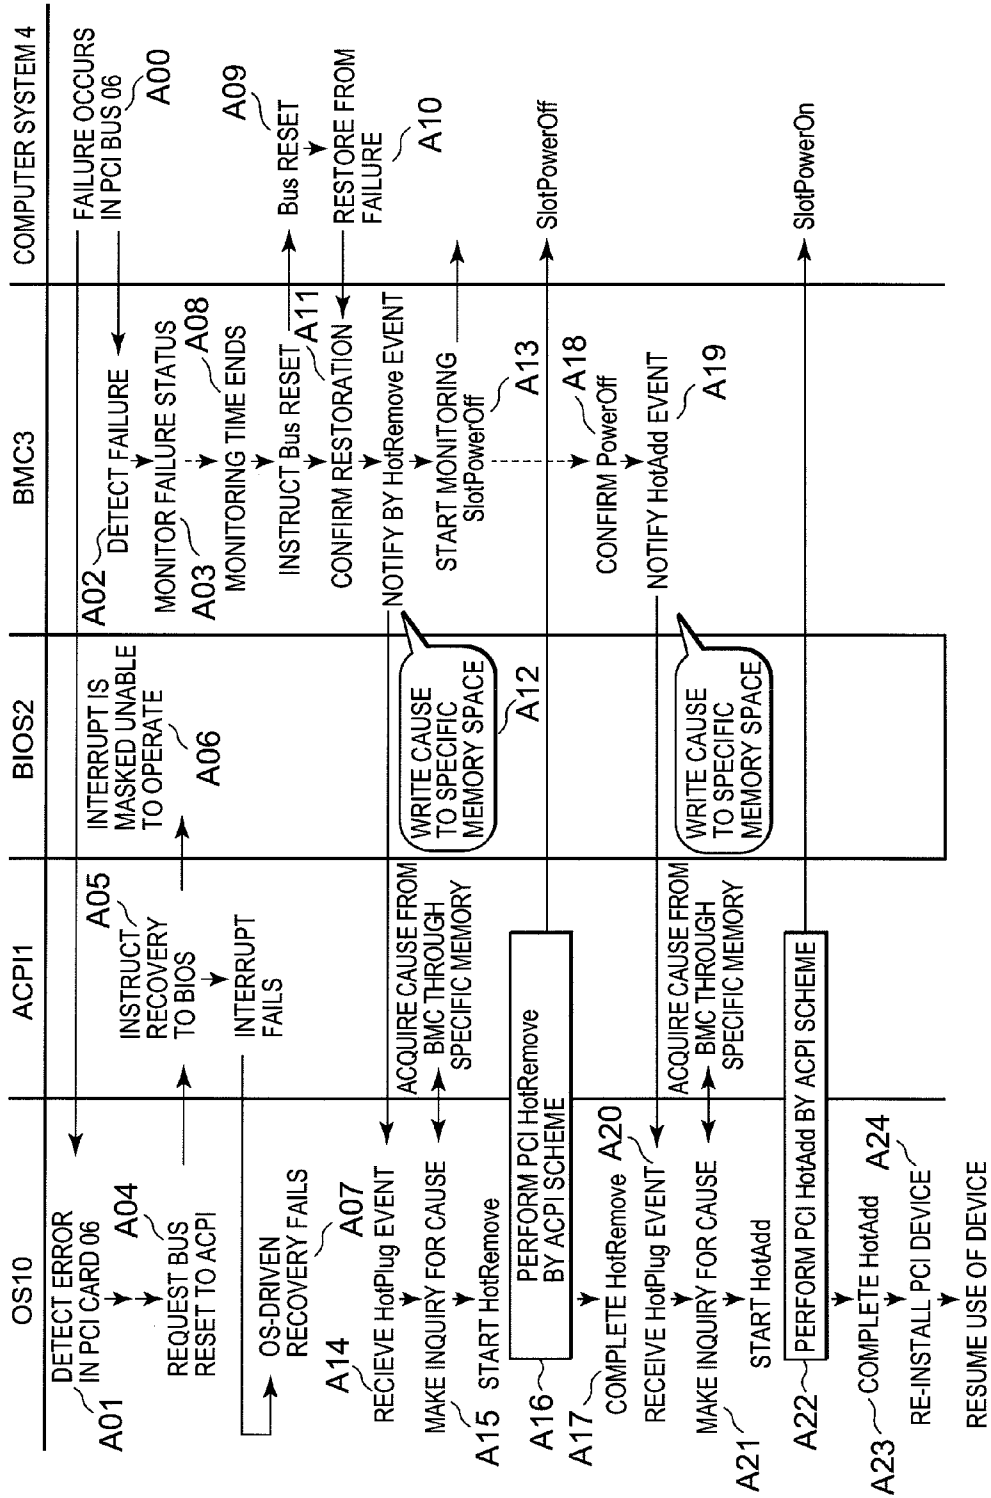 OS10
ACPI1
BIOS2
BMC3
COMPUTER SYSTEM 4
FAILURE OCCURS
IN PCI BUS 06
A00
DETECT ERROR
IN PCI CARD 06
A01
A02
DETECT FAILURE
MONITOR FAILURE STATUS
A03
REQUEST BUS
RESET TO ACPI
A04
A05
INSTRUCT
RECOVERY
TO BIOS
INTERRUPT IS
MASKED UNABLE
TO OPERATE
A06
INTERRUPT
FAILS
OS-DRIVEN
RECOVERY FAILS
A07
MONITORING TIME ENDS
A08
INSTRUCT Bus RESET
A09
Bus RESET
RESTORE FROM
FAILURE
A10
A11
CONFIRM RESTORATION
NOTIFY BY HotRemove EVENT
WRITE CAUSE
TO SPECIFIC
MEMORY SPACE
A12
START MONITORING
SlotPowerOff
A13
A14
RECIEVE HotPlug EVENT
MAKE INQUIRY FOR CAUSE
A15
ACQUIRE CAUSE FROM
BMC THROUGH
SPECIFIC MEMORY
START HotRemove
A16
PERFORM PCI HotRemove
BY ACPI SCHEME
SlotPowerOff
A17
COMPLETE HotRemove
A18
CONFIRM PowerOff
NOTIFY HotAdd EVENT
A19
WRITE CAUSE
TO SPECIFIC
MEMORY SPACE
A20
RECEIVE HotPlug EVENT
MAKE INQUIRY FOR CAUSE
A21
ACQUIRE CAUSE FROM
BMC THROUGH
SPECIFIC MEMORY
START HotAdd
A22
PERFORM PCI HotAdd BY ACPI SCHEME
SlotPowerOn
A23
COMPLETE HotAdd
A24
RE-INSTALL PCI DEVICE
RESUME USE OF DEVICE